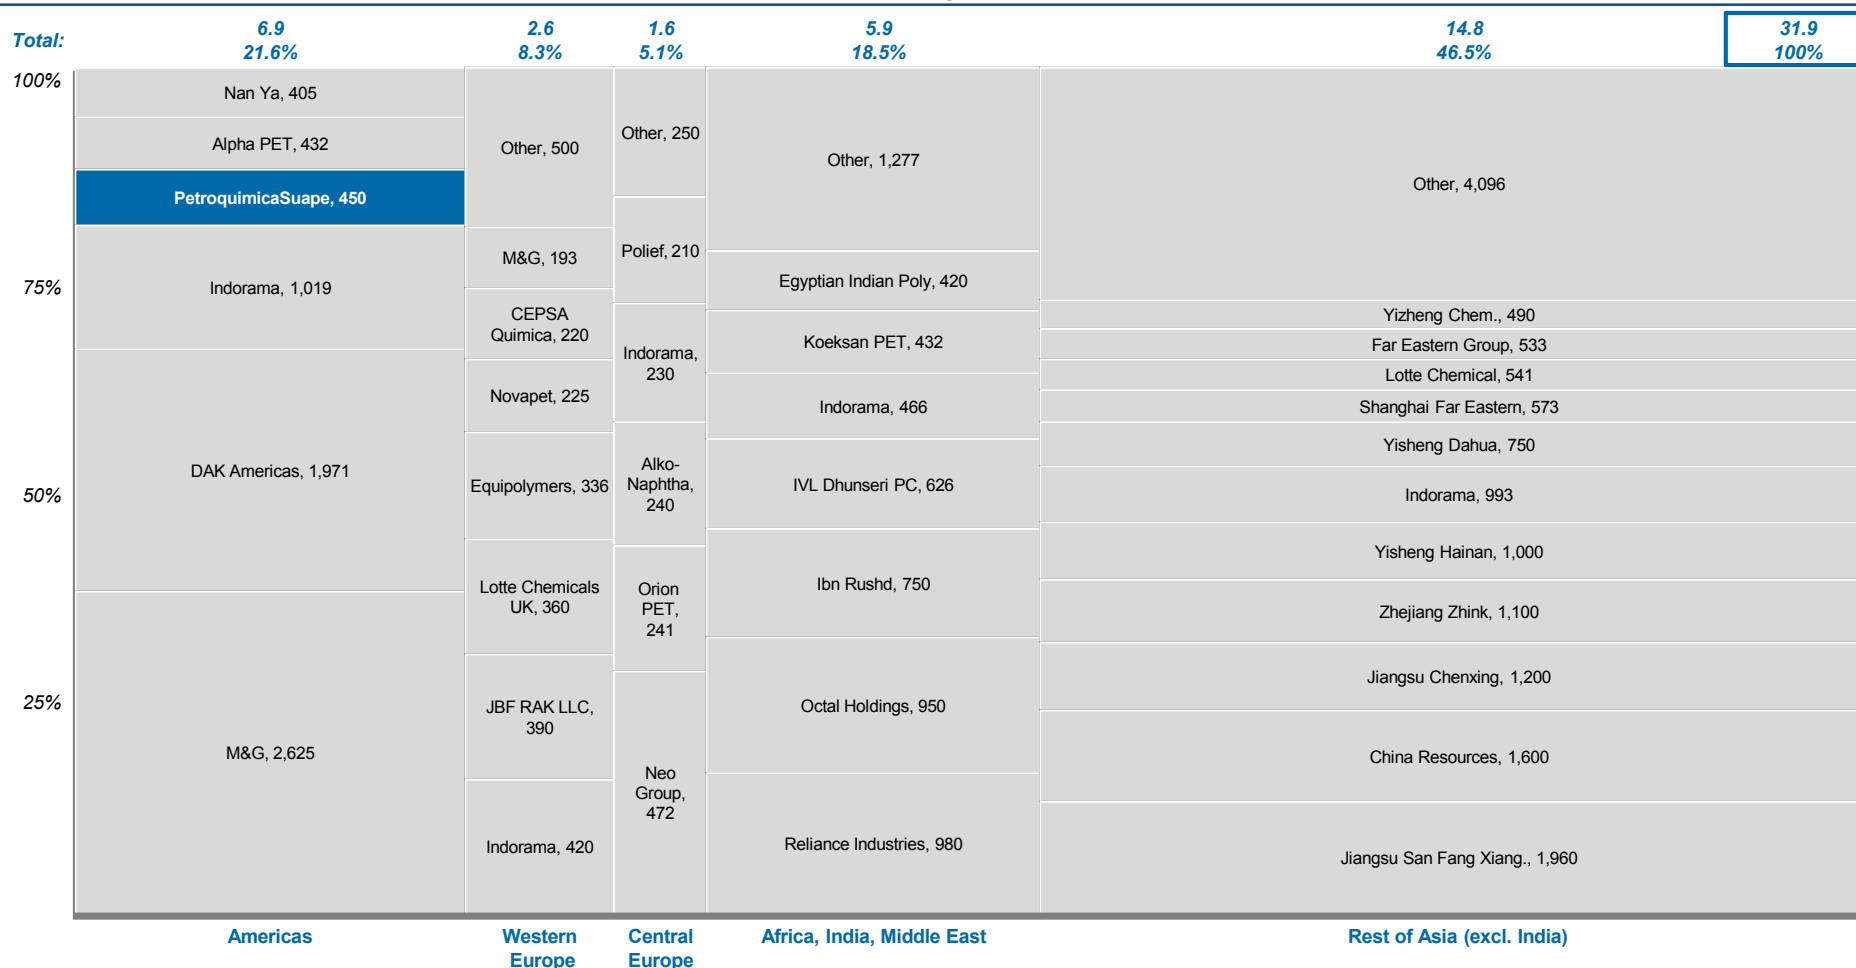 Total:
6.9
21.6%
2.6
8.3%
1.6
5.1%
5.9
18.5%
14.8
46.5%
31.9
100%
100%
75%
50%
25%
Nan Ya, 405
Alpha PET, 432
PetroquimicaSuape, 450
Indorama, 1,019
DAK Americas, 1,971
M&G, 2,625
Other, 500
M&G, 193
CEPSA
Quimica, 220
Novapet, 225
Equipolymers, 336
Lotte Chemicals
UK, 360
JBF RAK LLC,
390
Indorama, 420
Other, 250
Polief, 210
Indorama,
230
Alko-
Naphtha,
240
Orion
PET,
241
Neo
Group,
472
Other, 1,277
Egyptian Indian Poly, 420
Koeksan PET, 432
Indorama, 466
IVL Dhunseri PC, 626
Ibn Rushd, 750
Octal Holdings, 950
Reliance Industries, 980
Other, 4,096
Yizheng Chem., 490
Far Eastern Group, 533
Lotte Chemical, 541
Shanghai Far Eastern, 573
Yisheng Dahua, 750
Indorama, 993
Yisheng Hainan, 1,000
Zhejiang Zhink, 1,100
Jiangsu Chenxing, 1,200
China Resources, 1,600
Jiangsu San Fang Xiang., 1,960
Americas
Western
Europe
Central
Europe
Africa, India, Middle East
Rest of Asia (excl. India)